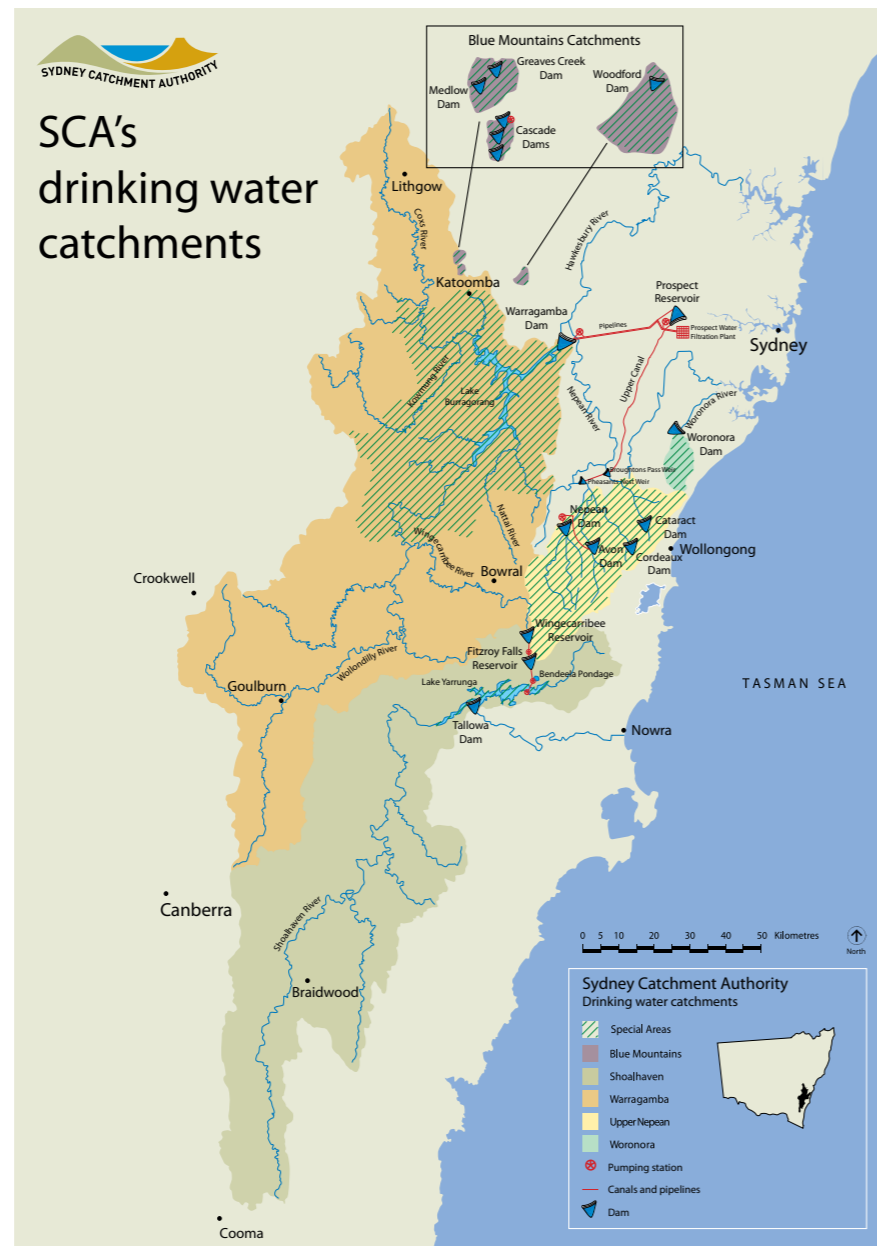 SYDNEY CATCHMENT AUTHORITY
SCA's
drinking water
catchments
Blue Mountains Catchments
Greaves Creek
Dam
Medlow
Dam
Woodford
Dam
Cascade
Dams
Lithgow
Coxs River
Hawkesbury River
Katoomba
Warragamba
Dam
Prospect
Reservoir
Pipelines
Prospect Water
Filtration Plant
Sydney
Kowmung River
Lake
Burragorang
Nepean River
Upper Canal
Woronora River
Woronora
Dam
Broughtons Pass Weir
Pheasants Nest Weir
Nattai River
Nepean
Dam
Cataract
Dam
Avon
Dam
Cordeaux
Dam
Wollongong
Wingecarribee River
Bowral
Crookwell
Wingecarribee
Reservoir
Wollondilly River
Fitzroy Falls
Reservoir
Bendeela Pondage
Goulburn
Lake Yarrunga
TASMAN SEA
Tallowa
Dam
Nowra
Canberra
Shoalhaven River
Braidwood
Cooma
0 5 10 20 30 40 50 Kilometres
North
Sydney Catchment Authority
Drinking water catchments
Special Areas
Blue Mountains
Shoalhaven
Warragamba
Upper Nepean
Woronora
Pumping station
Canals and pipelines
Dam